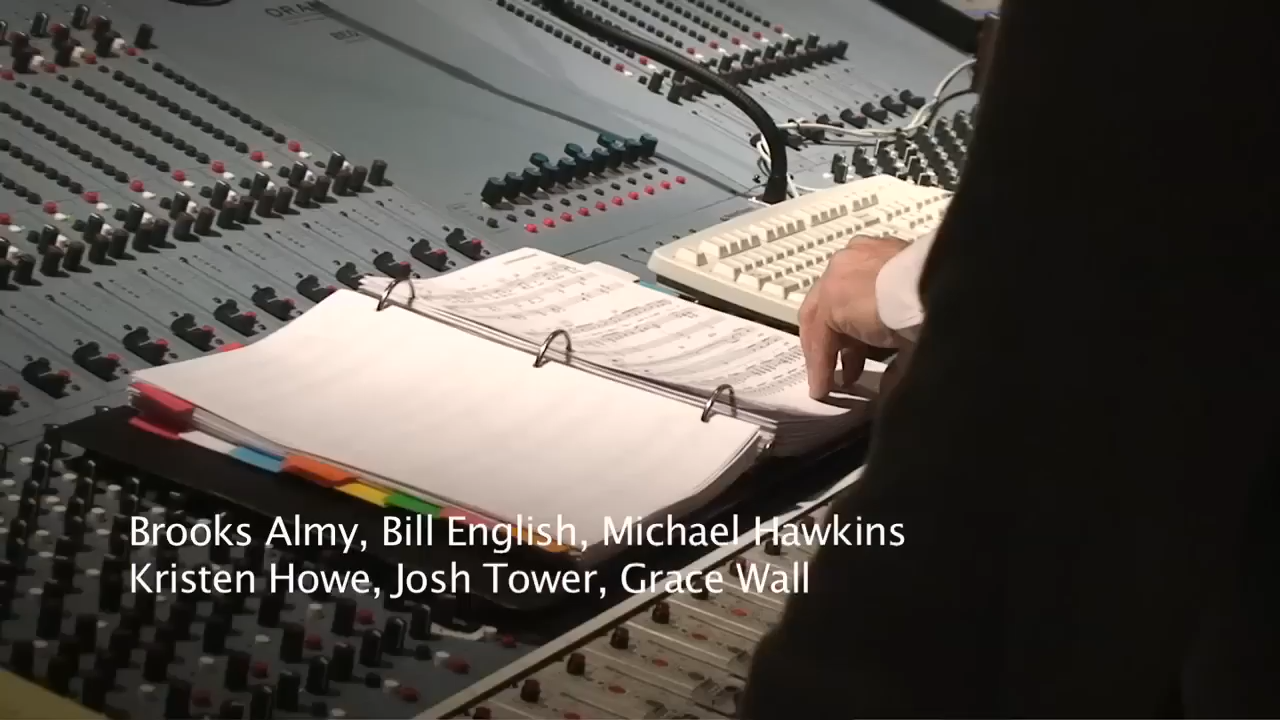 Brooks Almy, Bill English, Michael Hawkins
Kristen Howe, Josh Tower, Grace Wall